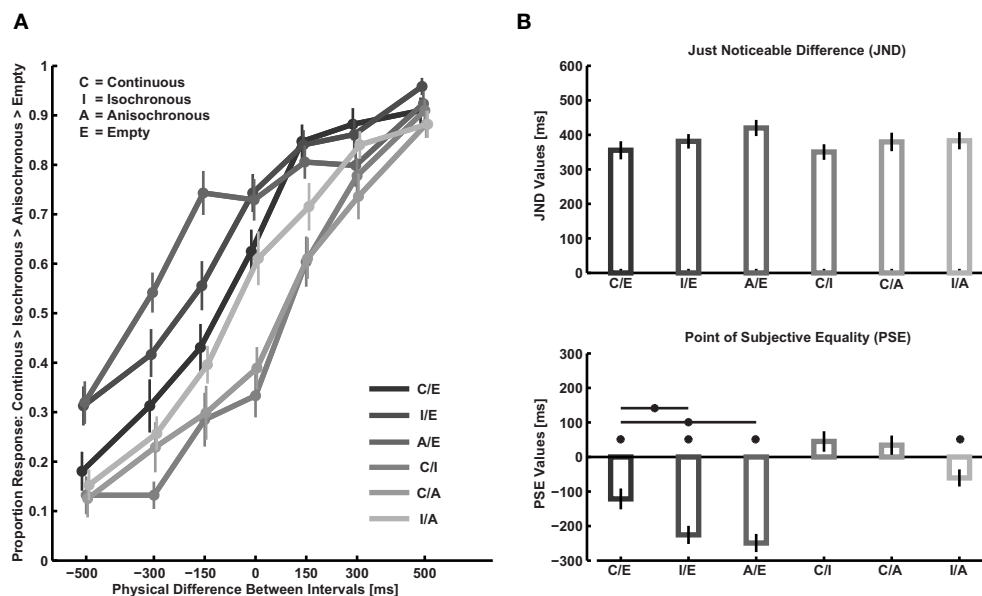 A
Proportion Response: Continous > Isochronous > Anisochronous > Empty
1
0.9
0.8
0.7
0.6
0.5
0.4
0.3
0.2
0.1
0
C = Continuous
I = Isochronous
A = Anisochronous
E = Empty
C/E
I/E
A/E
C/I
C/A
I/A
−500 −300 −150 0 150 300 500
Physical Difference Between Intervals [ms]
B
Just Noticeable Difference (JND)
JND Values [ms]
600
500
400
300
200
100
0
C/E I/E A/E C/I C/A I/A
Point of Subjective Equality (PSE)
PSE Values [ms]
300
200
100
0
−100
−200
−300
C/E I/E A/E C/I C/A I/A